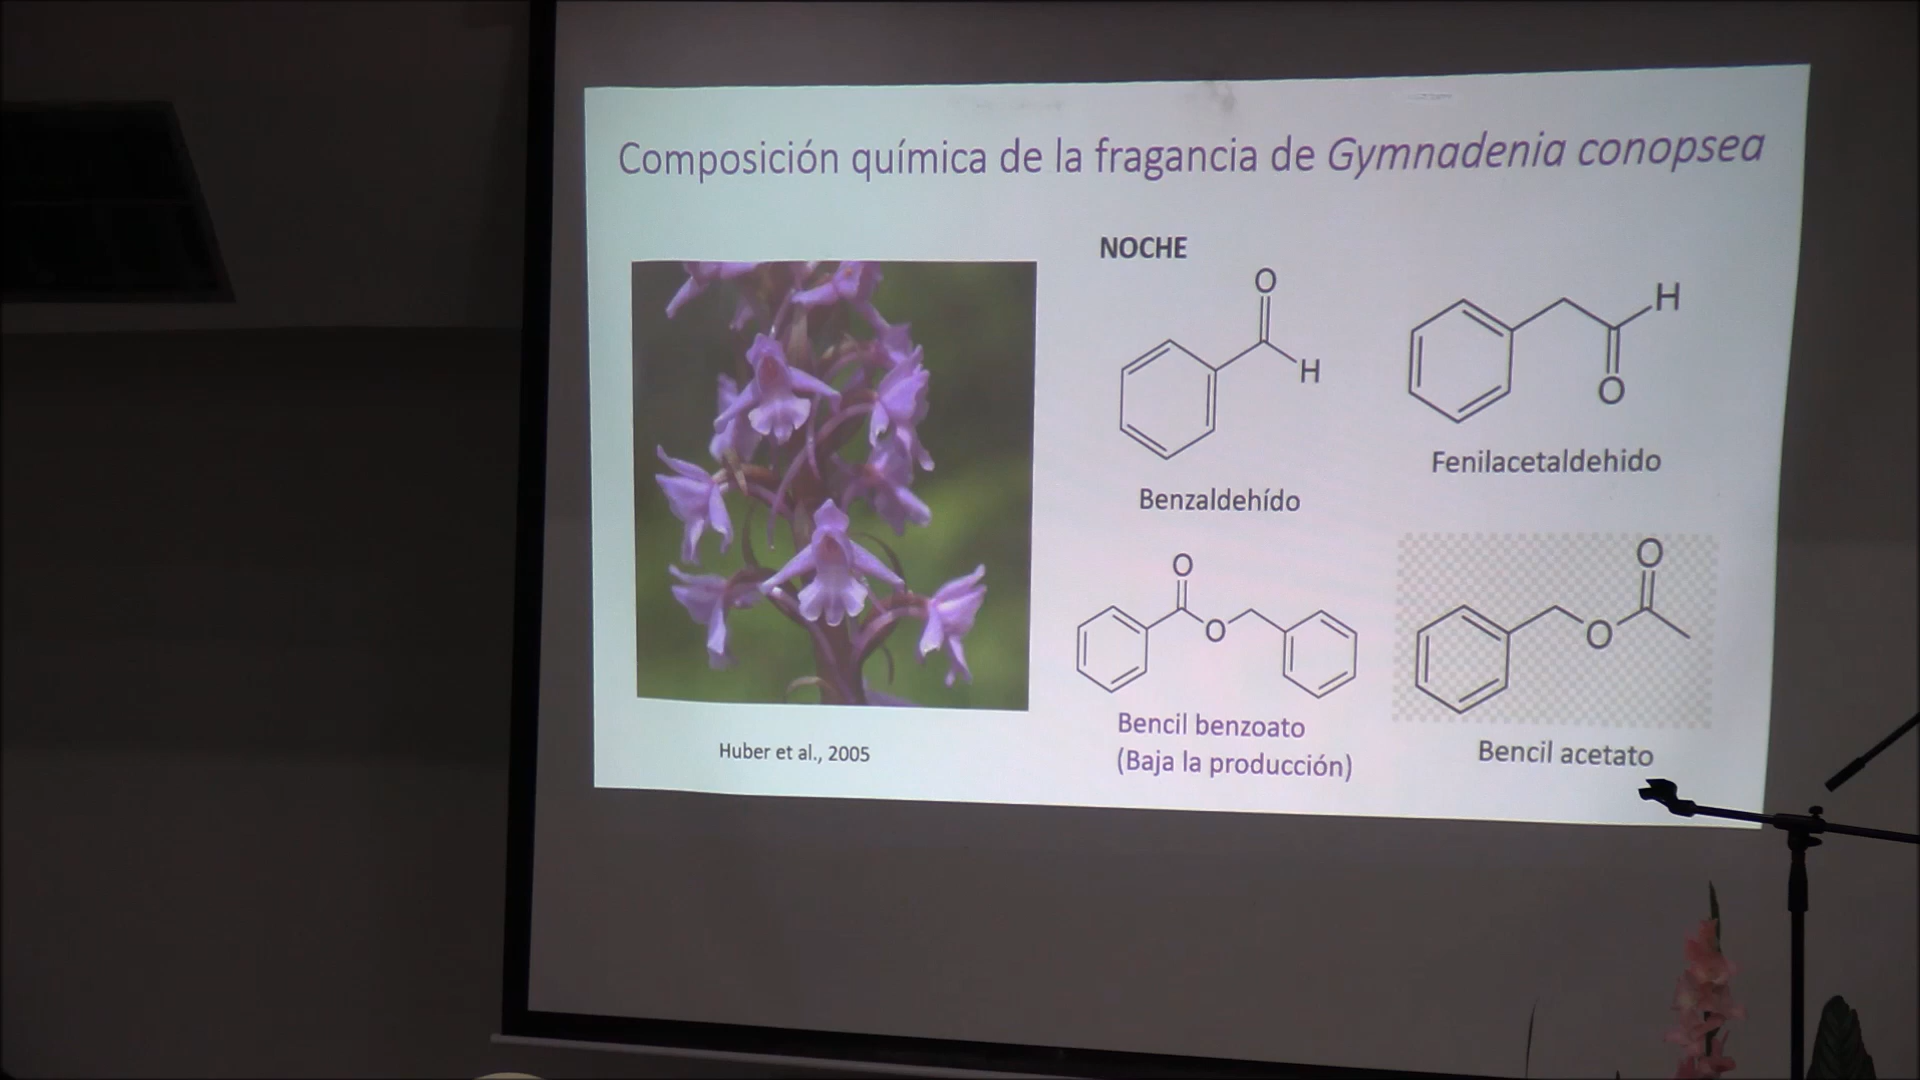 Composición química de la fragancia de Gymnadenia conopsea
NOCHE
O
H
Benzaldehído
H
O
Fenilacetaldehido
O
O
Bencil benzoato
(Baja la producción)
O
O
Bencil acetato
Huber et al., 2005